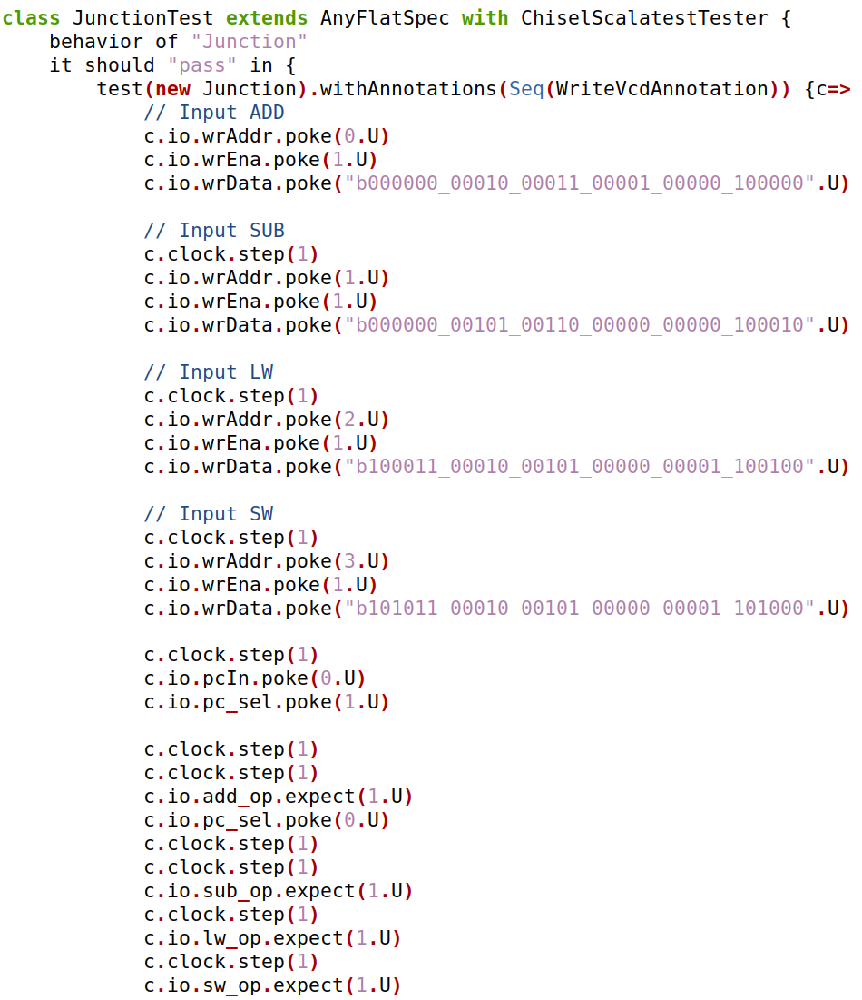 class JunctionTest extends AnyFlatSpec with ChiselScalatestTester {
    behavior of "Junction"
    it should "pass" in {
        test(new Junction).withAnnotations(Seq(WriteVcdAnnotation)) {c=>
            // Input ADD
            c.io.wrAddr.poke(0.U)
            c.io.wrEna.poke(1.U)
            c.io.wrData.poke("b000000_00010_00011_00001_00000_100000".U)

            // Input SUB
            c.clock.step(1)
            c.io.wrAddr.poke(1.U)
            c.io.wrEna.poke(1.U)
            c.io.wrData.poke("b000000_00101_00110_00000_00000_100010".U)

            // Input LW
            c.clock.step(1)
            c.io.wrAddr.poke(2.U)
            c.io.wrEna.poke(1.U)
            c.io.wrData.poke("b100011_00010_00101_00000_00001_100100".U)

            // Input SW
            c.clock.step(1)
            c.io.wrAddr.poke(3.U)
            c.io.wrEna.poke(1.U)
            c.io.wrData.poke("b101011_00010_00101_00000_00001_101000".U)

            c.clock.step(1)
            c.io.pcIn.poke(0.U)
            c.io.pc_sel.poke(1.U)

            c.clock.step(1)
            c.clock.step(1)
            c.io.add_op.expect(1.U)
            c.io.pc_sel.poke(0.U)
            c.clock.step(1)
            c.clock.step(1)
            c.io.sub_op.expect(1.U)
            c.clock.step(1)
            c.io.lw_op.expect(1.U)
            c.clock.step(1)
            c.io.sw_op.expect(1.U)